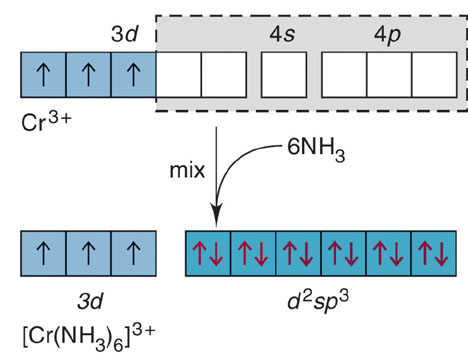 3d 4s 4p
↑ ↑ ↑
Cr³⁺
6NH₃
mix
↑ ↑ ↑ ↑↓ ↑↓ ↑↓ ↑↓ ↑↓ ↑↓
3d d²sp³
[Cr(NH₃)₆]³⁺